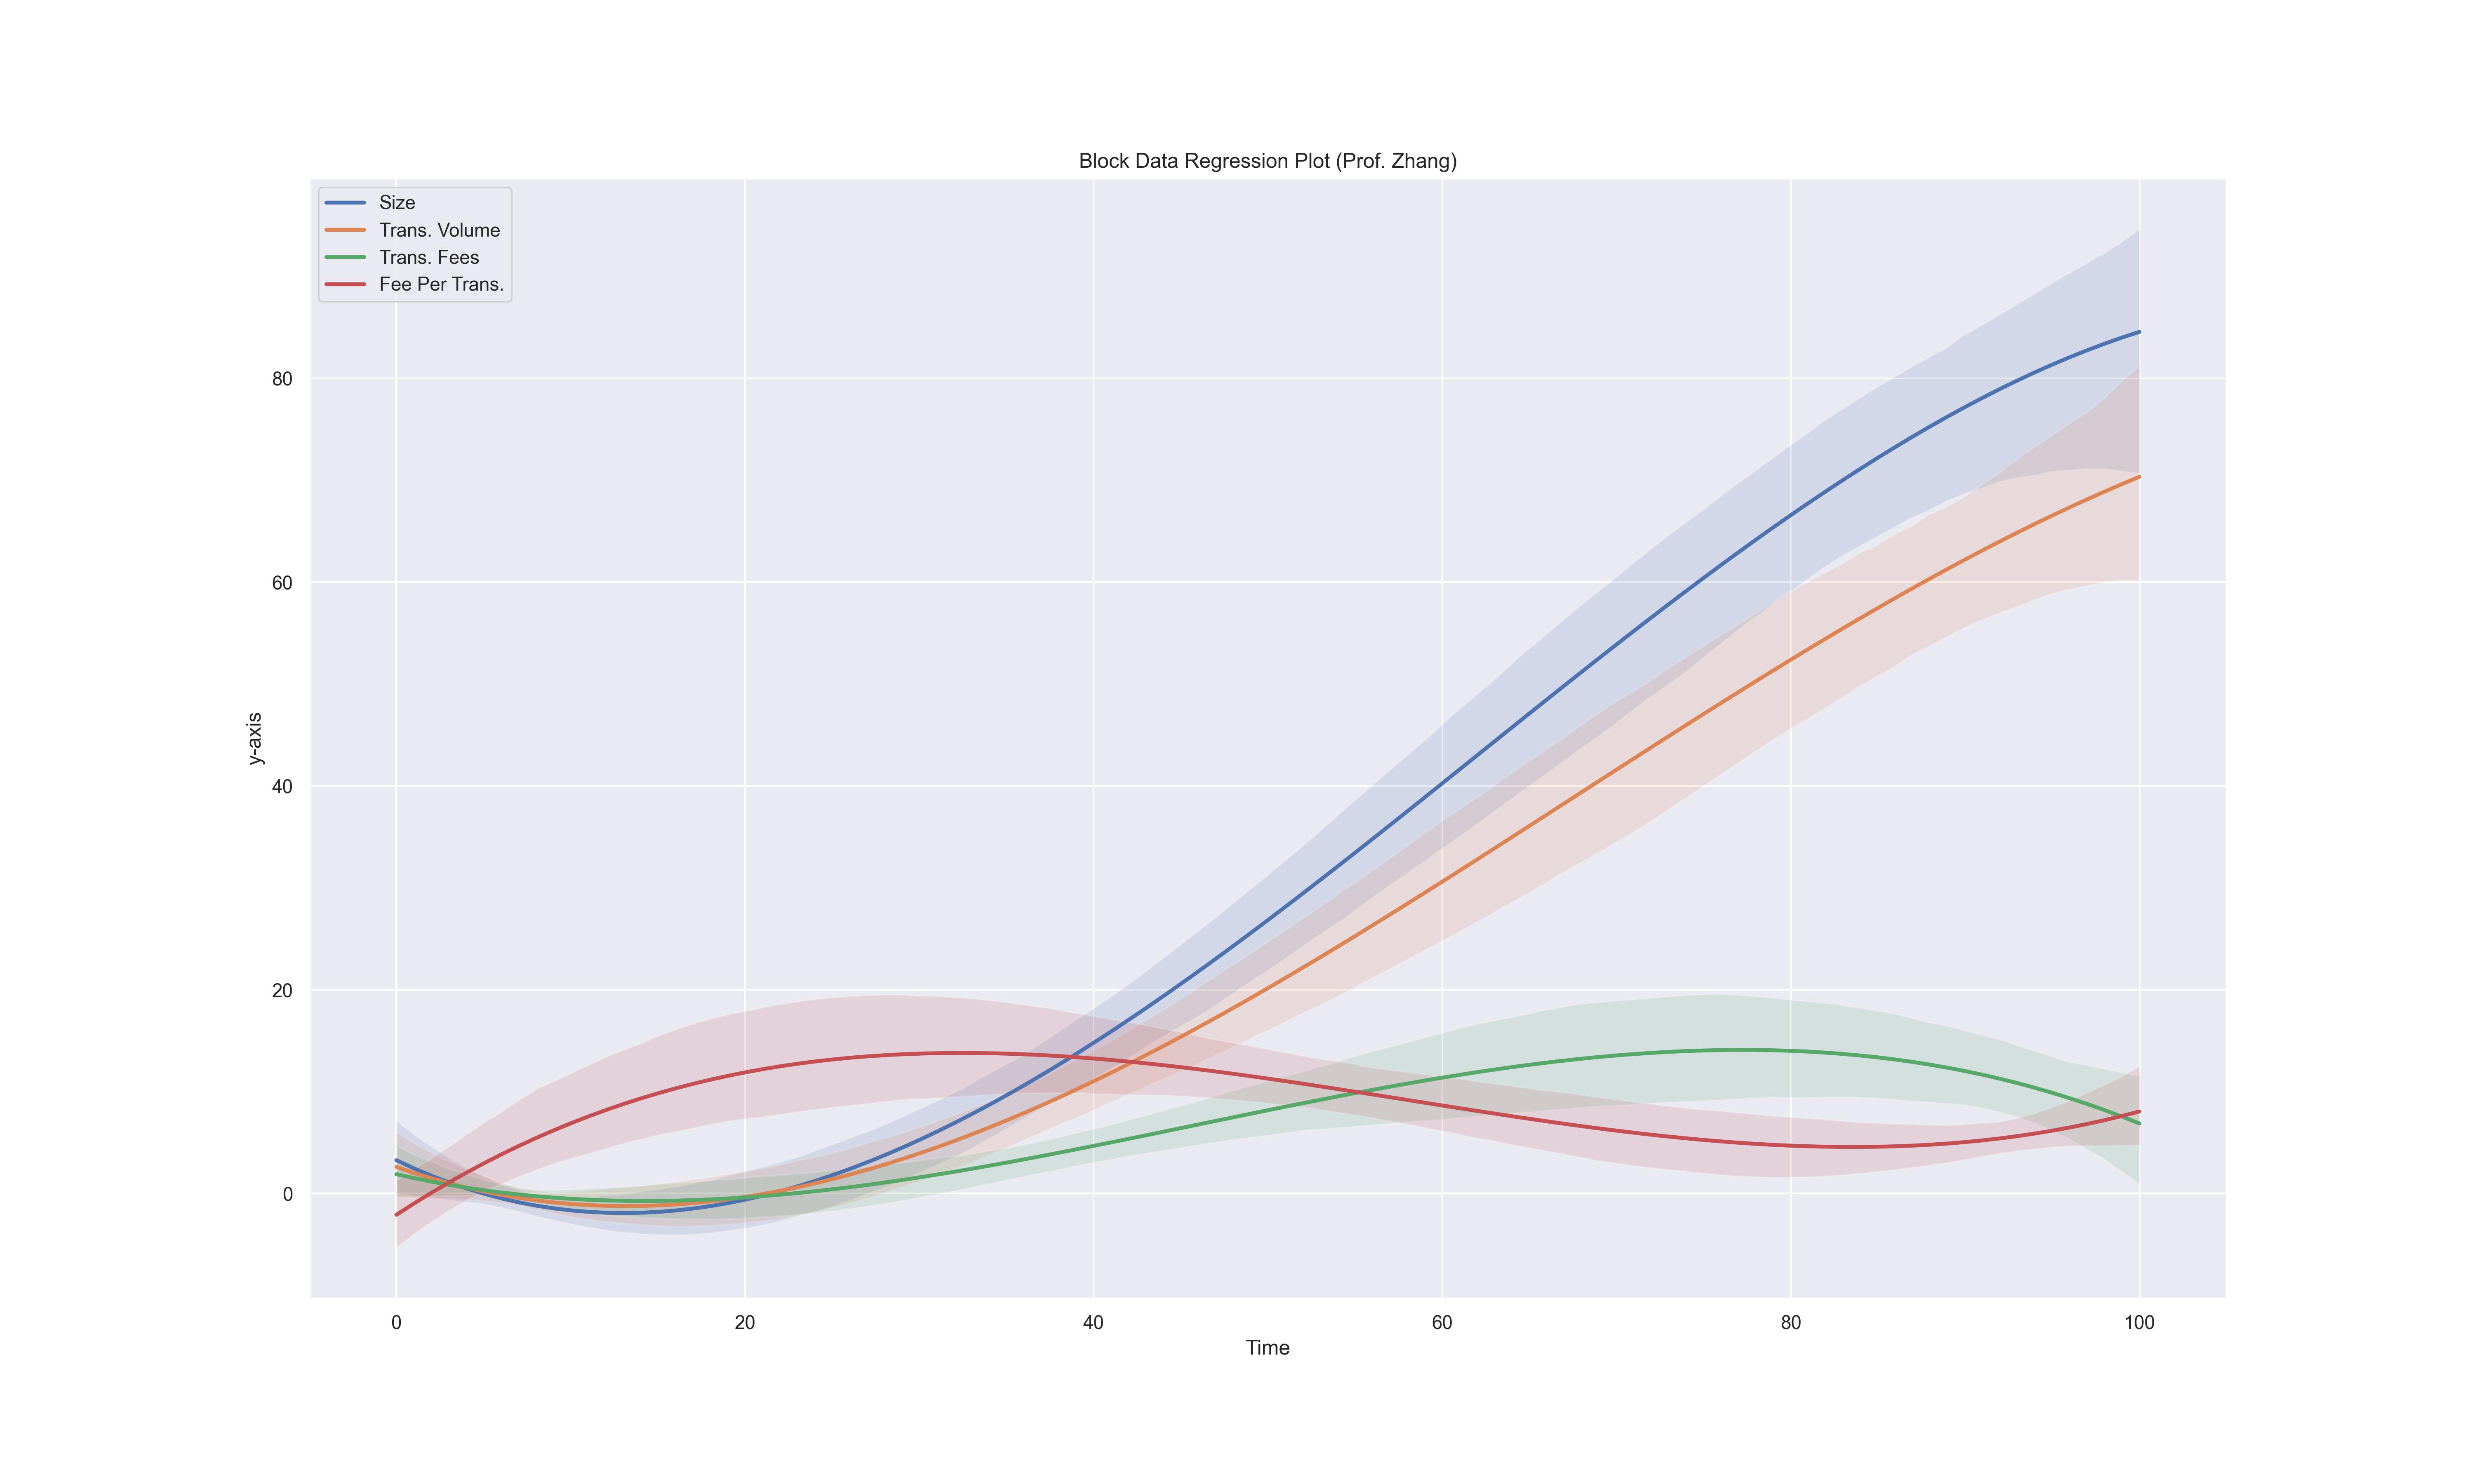 Block Data Regression Plot (Prof. Zhang)
Size
Trans. Volume
Trans. Fees
Fee Per Trans.
80
60
40
20
0
y-axis
0 20 40 60 80 100
Time